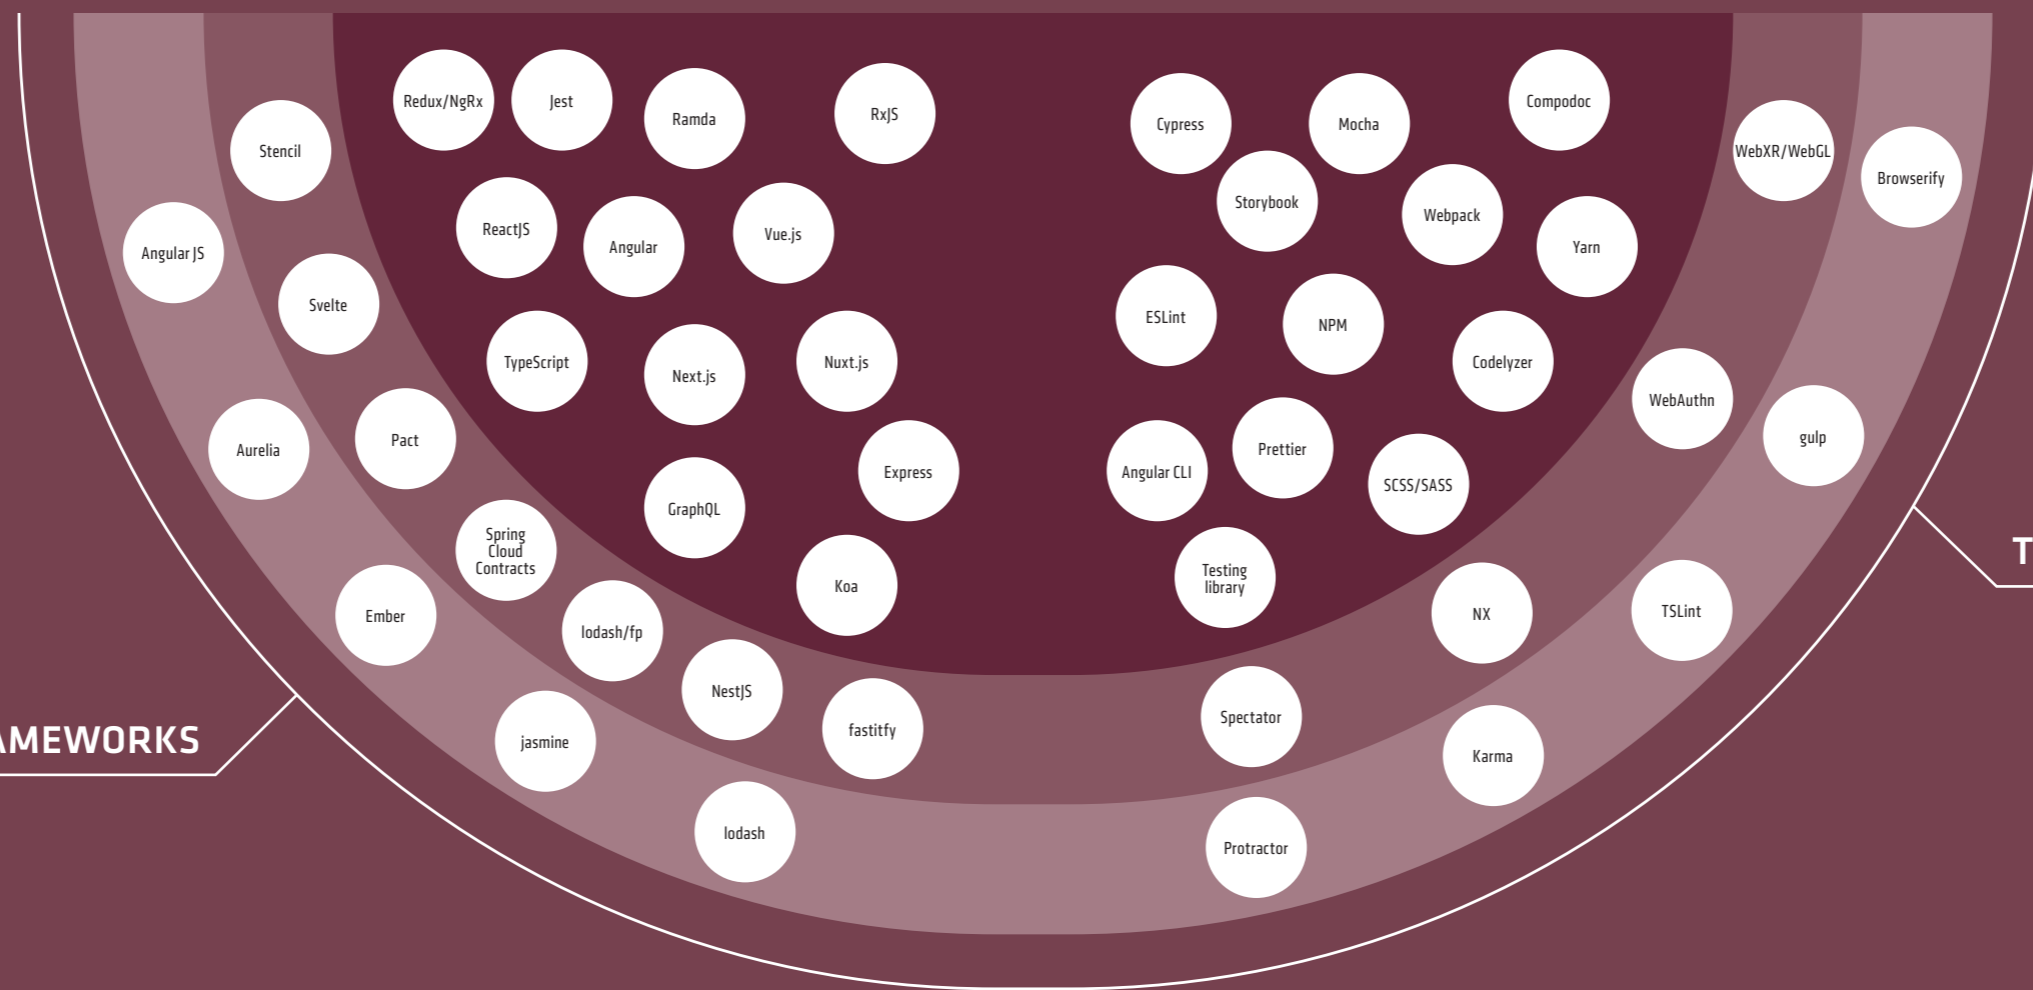 Redux/NgRx
Jest
Ramda
RxJS
Cypress
Mocha
Compodoc
Stencil
WebXR/WebGL
Browserify
Storybook
Webpack
ReactJS
Angular
Vue.js
Yarn
Angular JS
Svelte
ESLint
NPM
TypeScript
Next.js
Nuxt.js
Codelyzer
WebAuthn
Aurelia
Pact
gulp
Express
Angular CLI
Prettier
SCSS/SASS
GraphQL
Spring
Cloud
Contracts
Koa
Testing
library
Ember
lodash/fp
NX
TSLint
NestJS
fastitfy
Spectator
jasmine
Karma
lodash
Protractor
AMEWORKS
T